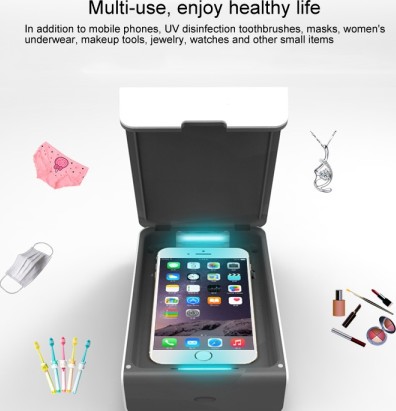 Multi-use, enjoy healthy life
In addition to mobile phones, UV disinfection toothbrushes, masks, women's
underwear, makeup tools, jewelry, watches and other small items